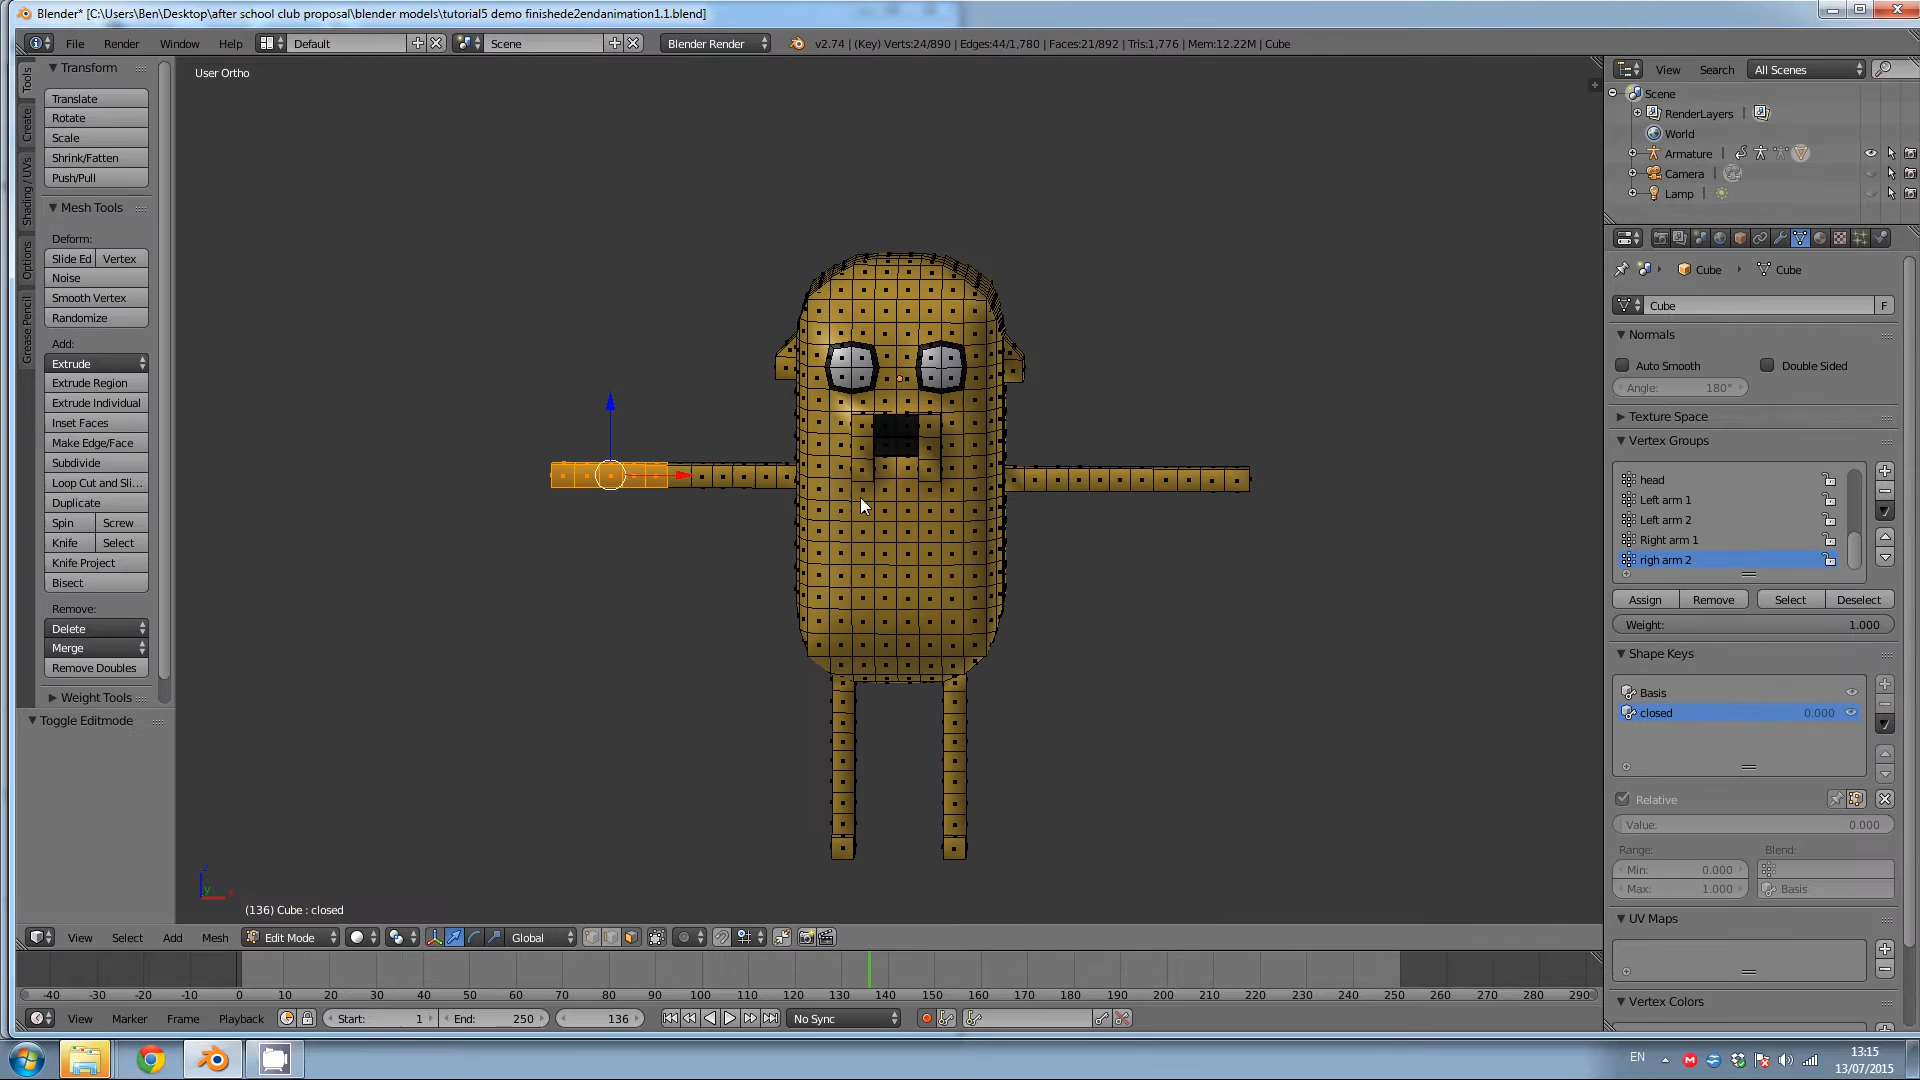 Blender* [C:\Users\Ben\Desktop\after school club proposal\blender models\tutorial5 demo finishede2endanimation1.1.blend]
File Render Window Help Default Scene Blender Render v2.74 | (Key) Verts:24/890 | Edges:44/1,780 | Faces:21/892 | Tris:1,776 | Mem:12.22M | Cube
Tools
Create
Shading / UVs
Options
Grease Pencil
Transform
Translate
Rotate
Scale
Shrink/Fatten
Push/Pull
Mesh Tools
Deform:
Slide Ed Vertex
Noise
Smooth Vertex
Randomize
Add:
Extrude
Extrude Region
Extrude Individual
Inset Faces
Make Edge/Face
Subdivide
Loop Cut and Sli...
Duplicate
Spin Screw
Knife Select
Knife Project
Bisect
Remove:
Delete
Merge
Remove Doubles
Weight Tools
Toggle Editmode
User Ortho
z
y
(136) Cube : closed
View Select Add Mesh Edit Mode Global
-40 -30 -20 -10 0 10 20 30 40 50 60 70 80 90 100 110 120 130 140 150 160 170 180 190 200 210 220 230 240 250 260 270 280 290
View Marker Frame Playback Start: 1 End: 250 136 No Sync
View Search All Scenes
Scene
RenderLayers
World
Armature
Camera
Lamp
Cube Cube
Cube F
Normals
Auto Smooth Double Sided
Angle: 180°
Texture Space
Vertex Groups
head
Left arm 1
Left arm 2
Right arm 1
righ arm 2
Assign Remove Select Deselect
Weight: 1.000
Shape Keys
Basis
closed 0.000
Relative
Value: 0.000
Range: Blend:
Min: 0.000
Max: 1.000 Basis
UV Maps
Vertex Colors
EN
13:15
13/07/2015